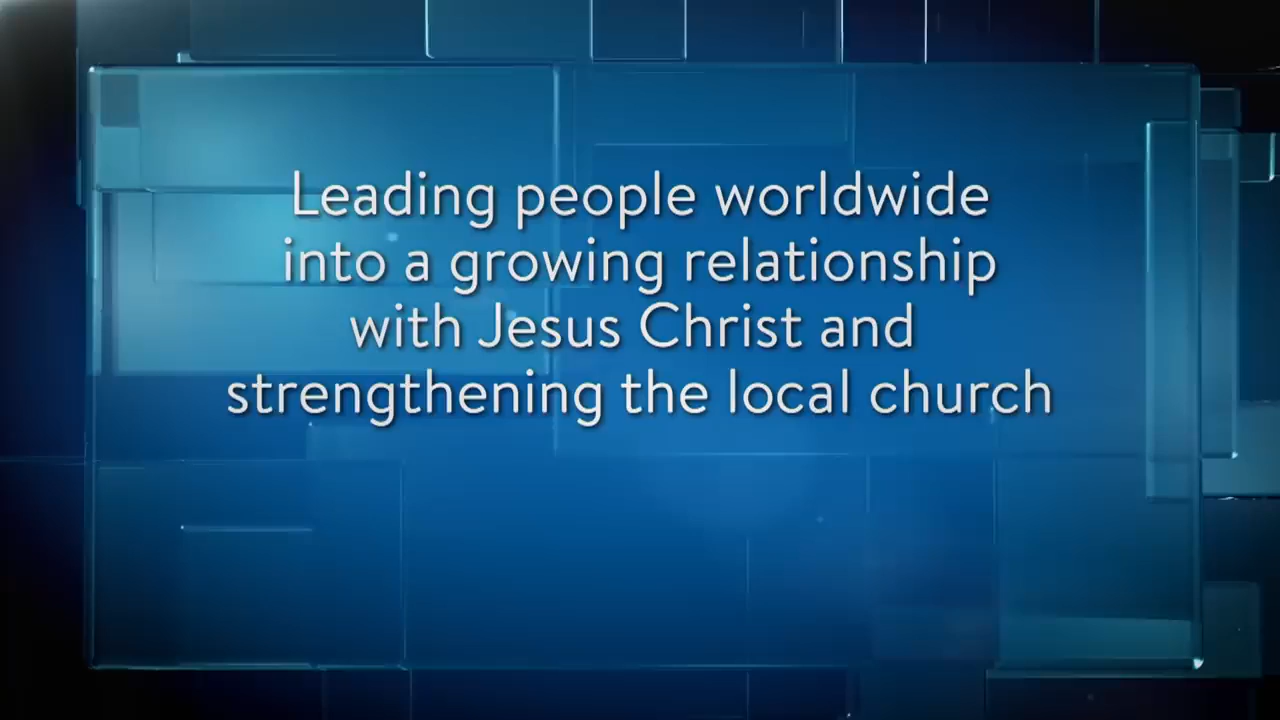 Leading people worldwide
into a growing relationship
with Jesus Christ and
strengthening the local church